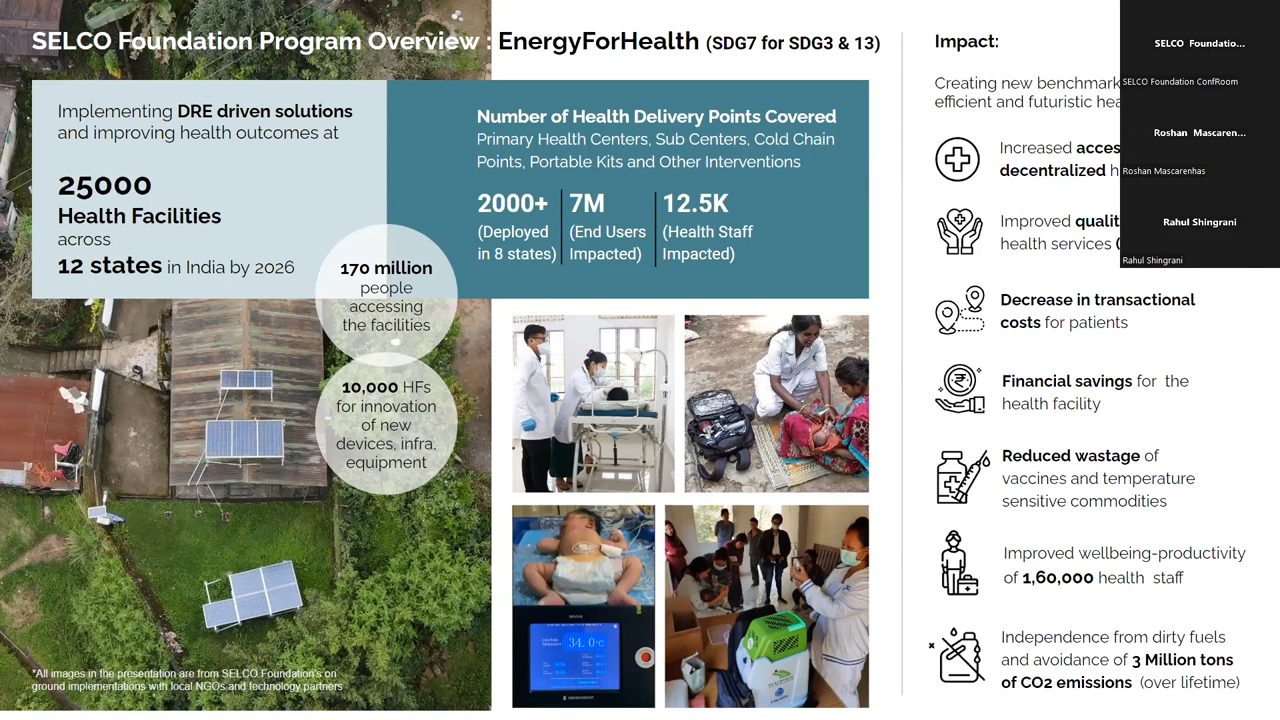 SELCO Foundation Program Overview : EnergyForHealth (SDG7 for SDG3 & 13)
Implementing DRE driven solutions
and improving health outcomes at
25000
Health Facilities
across
12 states in India by 2026
170 million
people
accessing
the facilities
10,000 HFs
for innovation
of new
devices, infra,
equipment
Number of Health Delivery Points Covered
Primary Health Centers, Sub Centers, Cold Chain
Points, Portable Kits and Other Interventions
2000+
(Deployed
in 8 states)
7M
(End Users
Impacted)
12.5K
(Health Staff
Impacted)
34.0°C
*All images in the presentation are from SELCO Foundation's on
ground implementations with local NGOs and technology partners
Impact:
Creating new benchmark
efficient and futuristic hea
Increased acces
decentralized h
Improved qualit
health services (
Decrease in transactional
costs for patients
Financial savings for the
health facility
Reduced wastage of
vaccines and temperature
sensitive commodities
Improved wellbeing-productivity
of 1,60,000 health staff
Independence from dirty fuels
and avoidance of 3 Million tons
of CO2 emissions (over lifetime)
SELCO Foundatio...
SELCO Foundation ConfRoom
Roshan Mascaren...
Roshan Mascarenhas
Rahul Shingrani
Rahul Shingrani